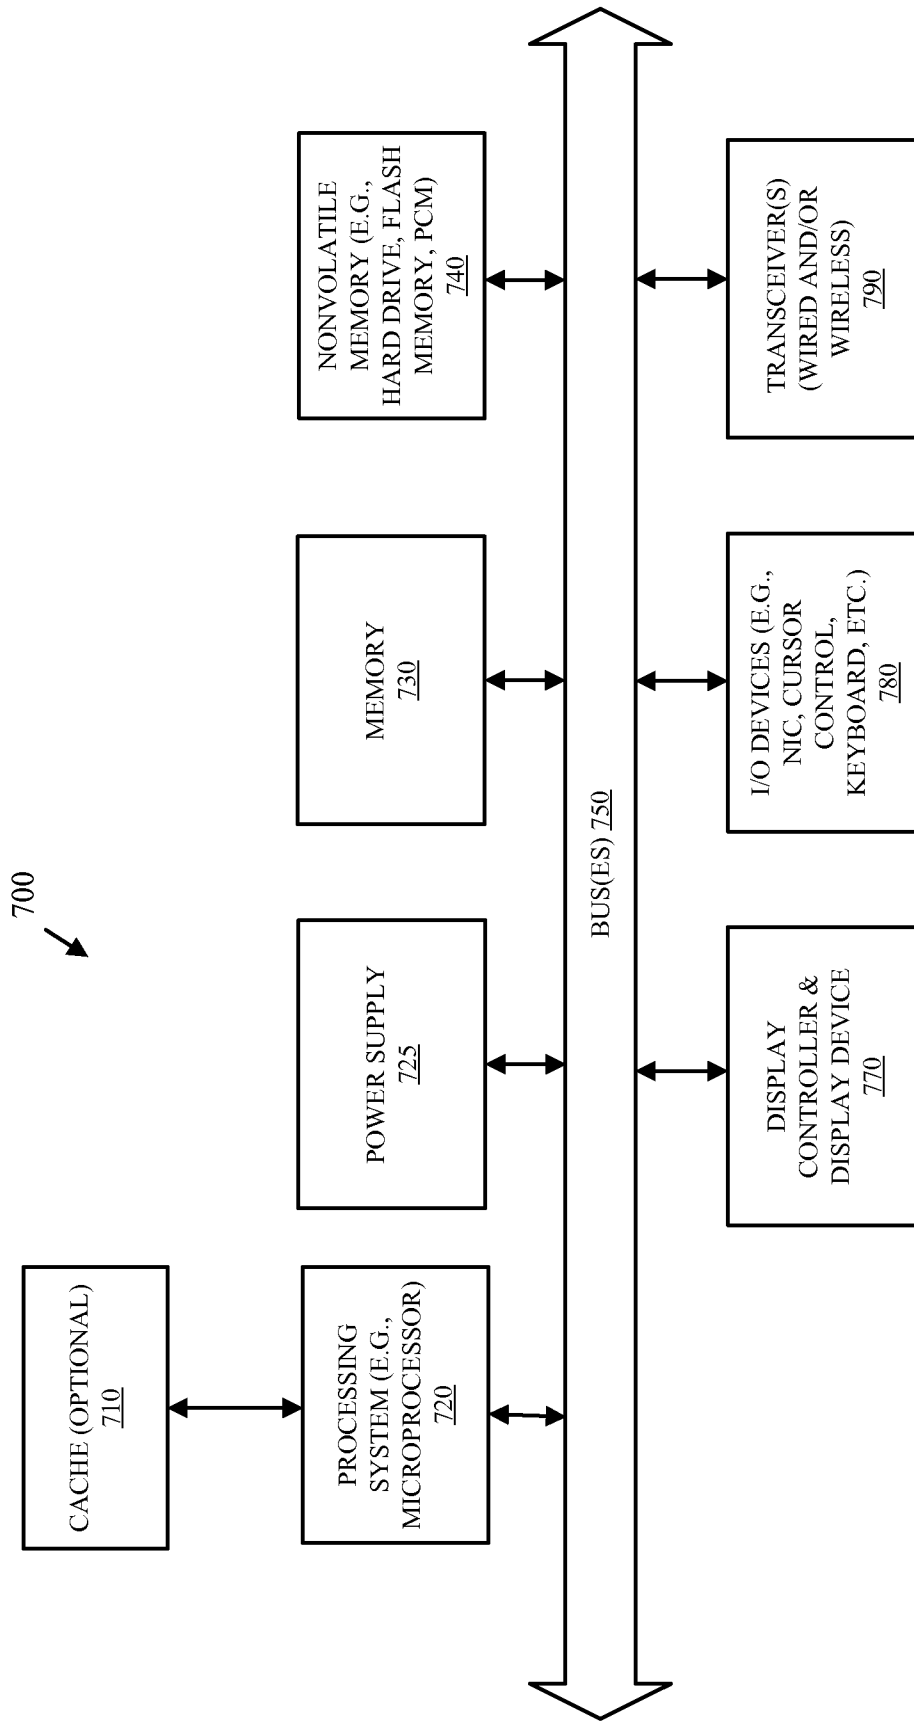 700
CACHE (OPTIONAL)
710
PROCESSING
SYSTEM (E.G.,
MICROPROCESSOR)
720
POWER SUPPLY
725
MEMORY
730
NONVOLATILE
MEMORY (E.G.,
HARD DRIVE, FLASH
MEMORY, PCM)
740
BUS(ES) 750
DISPLAY
CONTROLLER &
DISPLAY DEVICE
770
I/O DEVICES (E.G.,
NIC, CURSOR
CONTROL,
KEYBOARD, ETC.)
780
TRANSCEIVER(S)
(WIRED AND/OR
WIRELESS)
790